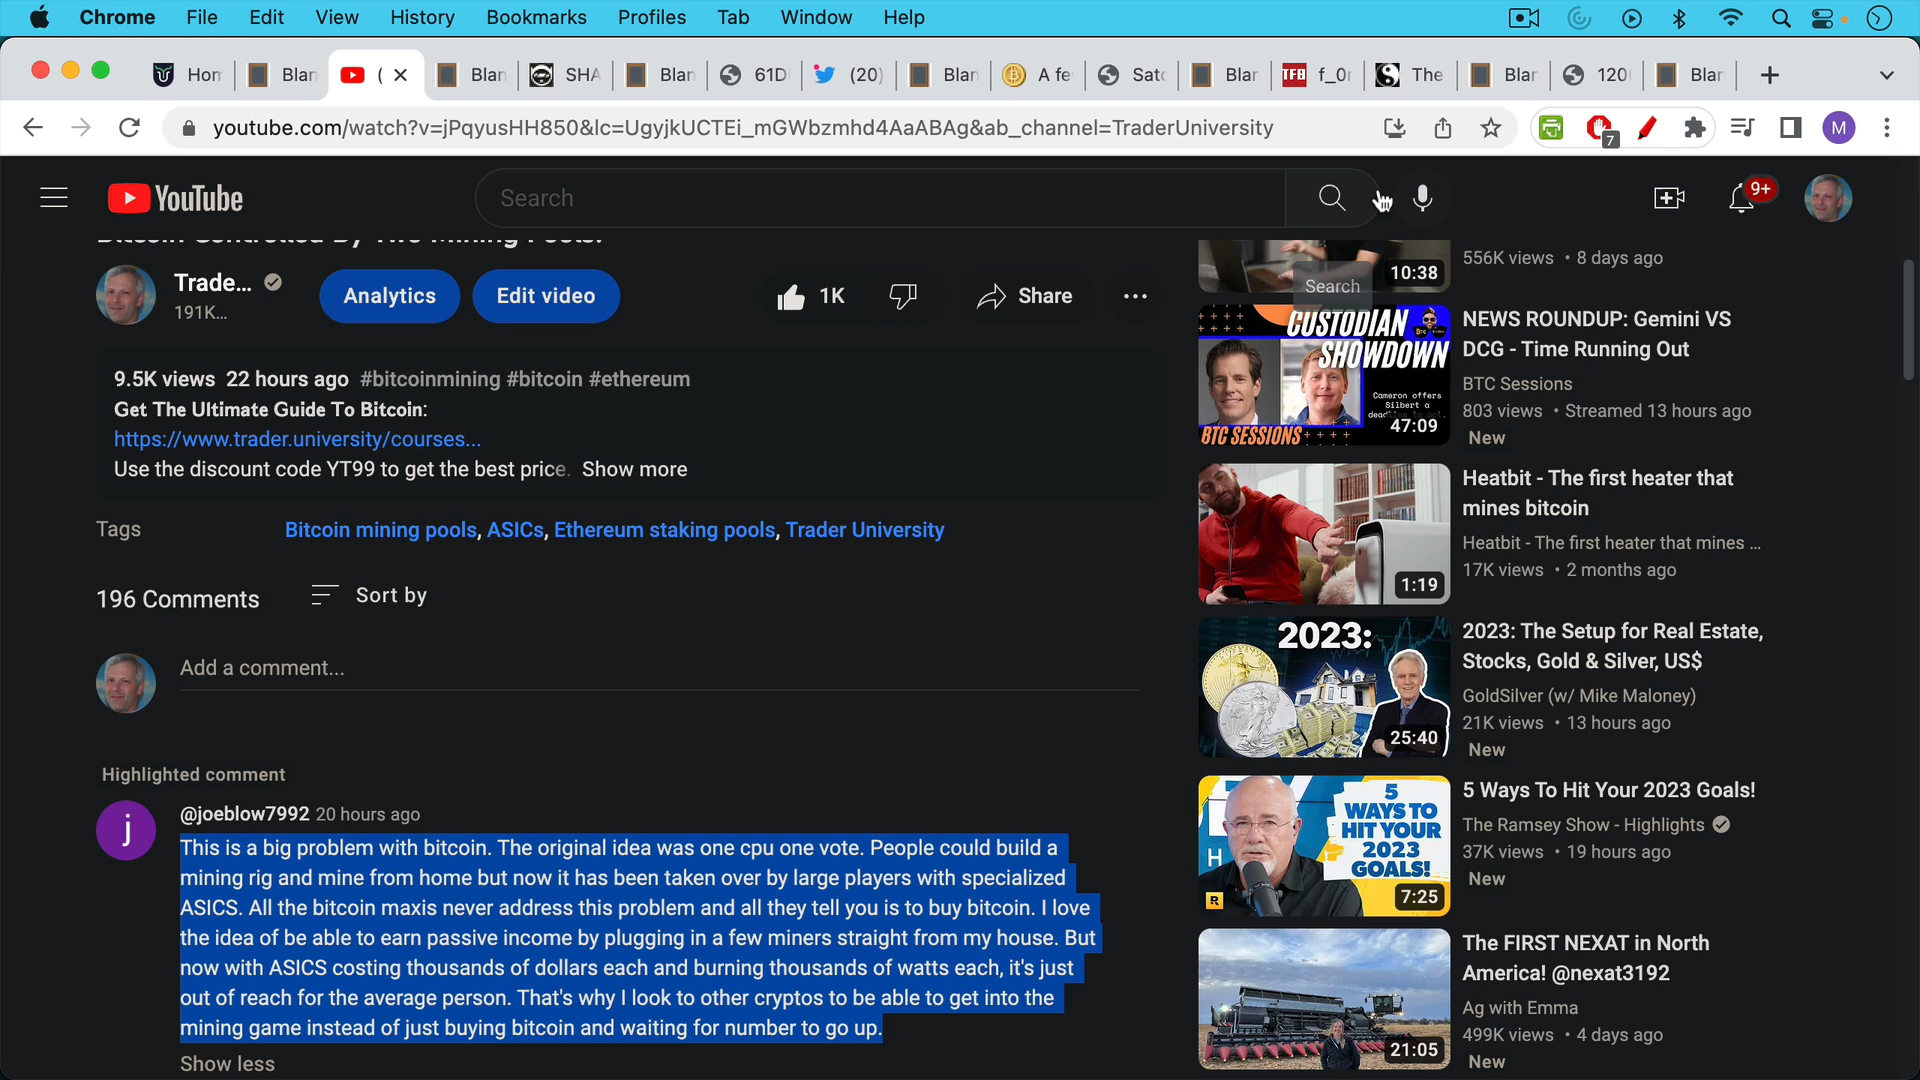 Chrome File Edit View History Bookmarks Profiles Tab Window Help
Hom Blan ( Blan SHA Blan 61D (20) Blan A fe Sato Blar TFB f_0r The Blar 120 Blar
youtube.com/watch?v=jPqyusHH850&lc=UgyjkUCTEi_mGWbzmhd4AaABAg&ab_channel=TraderUniversity
7
M
YouTube
Search
9+
Bitcoin Controlled By Two Mining Pools!
Trade...
191K...
Analytics
Edit video
1K
Share
9.5K views 22 hours ago #bitcoinmining #bitcoin #ethereum
Get The Ultimate Guide To Bitcoin:
https://www.trader.university/courses...
Use the discount code YT99 to get the best price. Show more
Tags
Bitcoin mining pools, ASICs, Ethereum staking pools, Trader University
196 Comments
Sort by
Add a comment...
Highlighted comment
j
@joeblow7992 20 hours ago
This is a big problem with bitcoin. The original idea was one cpu one vote. People could build a
mining rig and mine from home but now it has been taken over by large players with specialized
ASICS. All the bitcoin maxis never address this problem and all they tell you is to buy bitcoin. I love
the idea of be able to earn passive income by plugging in a few miners straight from my house. But
now with ASICS costing thousands of dollars each and burning thousands of watts each, it's just
out of reach for the average person. That's why I look to other cryptos to be able to get into the
mining game instead of just buying bitcoin and waiting for number to go up.
Show less
10:38
Search
556K views • 8 days ago
CUSTODIAN
SHOWDOWN
Cameron offers
Silbert a
BTC SESSIONS
47:09
NEWS ROUNDUP: Gemini VS
DCG - Time Running Out
BTC Sessions
803 views • Streamed 13 hours ago
New
1:19
Heatbit - The first heater that
mines bitcoin
Heatbit - The first heater that mines ...
17K views • 2 months ago
2023:
25:40
2023: The Setup for Real Estate,
Stocks, Gold & Silver, US$
GoldSilver (w/ Mike Maloney)
21K views • 13 hours ago
New
5
WAYS TO
HIT YOUR
2023
GOALS!
H
R
7:25
5 Ways To Hit Your 2023 Goals!
The Ramsey Show - Highlights
37K views • 19 hours ago
New
21:05
The FIRST NEXAT in North
America! @nexat3192
Ag with Emma
499K views • 4 days ago
New